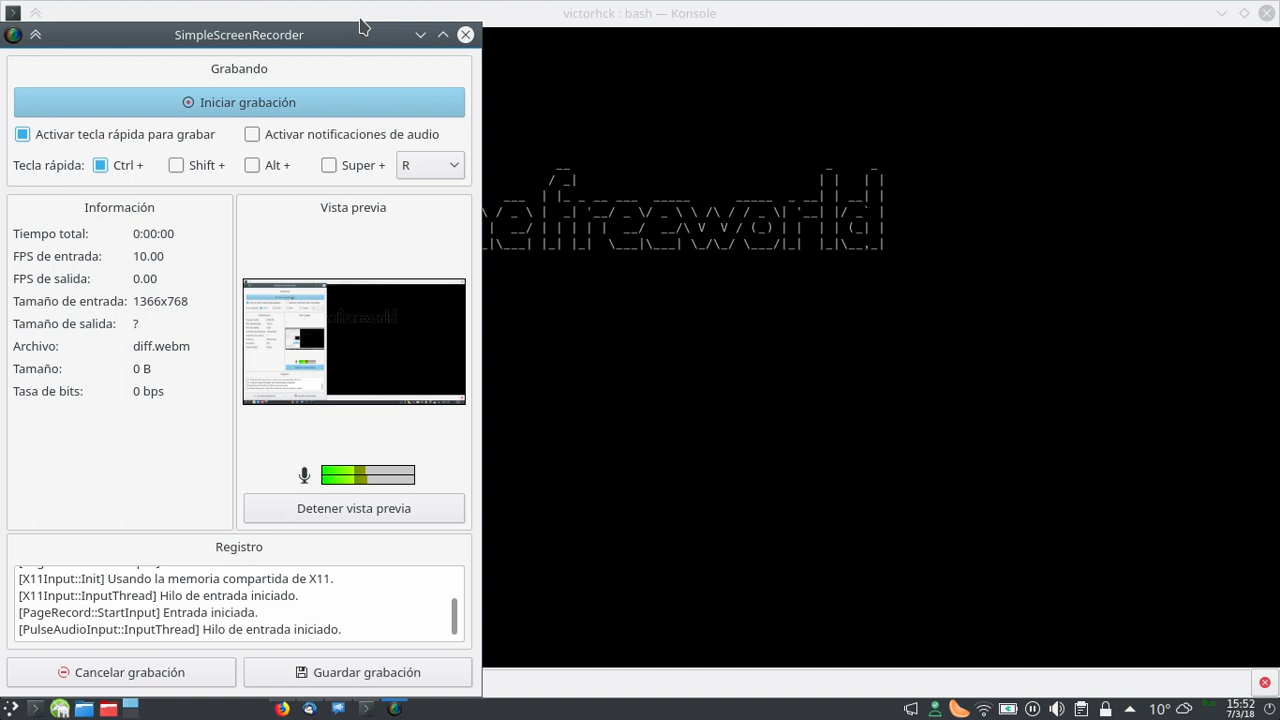 victorhck : bash — Konsole
SimpleScreenRecorder
Grabando
Iniciar grabación
Activar tecla rápida para grabar
Activar notificaciones de audio
Tecla rápida: Ctrl + Shift + Alt + Super + R
Información
Vista previa
Tiempo total: 0:00:00
FPS de entrada: 10.00
FPS de salida: 0.00
Tamaño de entrada: 1366x768
Tamaño de salida: ?
Archivo: diff.webm
Tamaño: 0 B
Tasa de bits: 0 bps
efreeworld
Detener vista previa
Registro
[X11Input::Init] Usando la memoria compartida de X11.
[X11Input::InputThread] Hilo de entrada iniciado.
[PageRecord::StartInput] Entrada iniciada.
[PulseAudioInput::InputThread] Hilo de entrada iniciado.
Cancelar grabación
Guardar grabación
10°
15:52
7/3/18